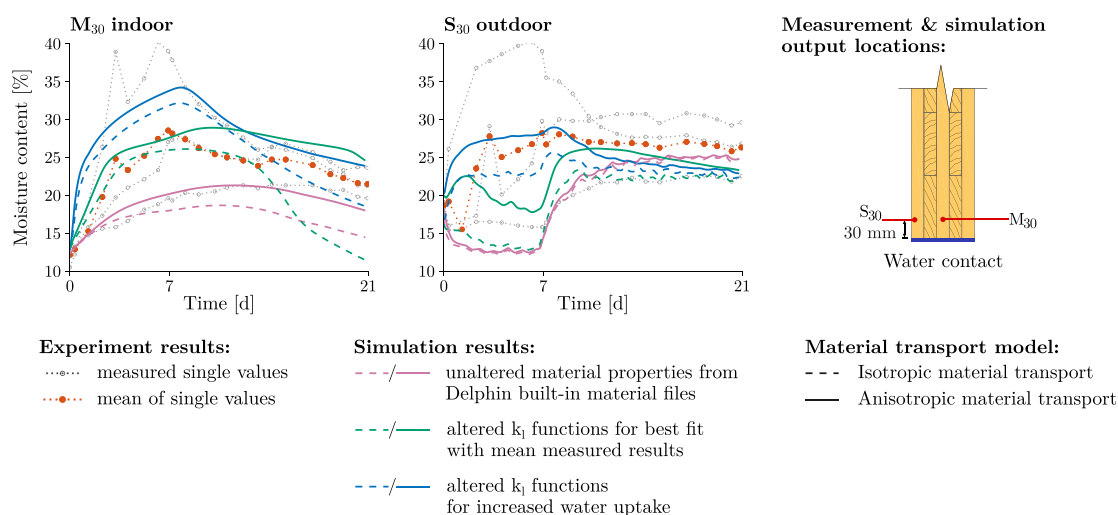 M30 indoor
S30 outdoor
Measurement & simulation
output locations:
Moisture content [%]
40
35
30
25
20
15
10
0
7
21
Time [d]
40
35
30
25
20
15
10
0
7
21
Time [d]
S30
30 mm
M30
Water contact
Experiment results:
measured single values
mean of single values
Simulation results:
unaltered material properties from
Delphin built-in material files
altered kl functions for best fit
with mean measured results
altered kl functions
for increased water uptake
Material transport model:
Isotropic material transport
Anisotropic material transport